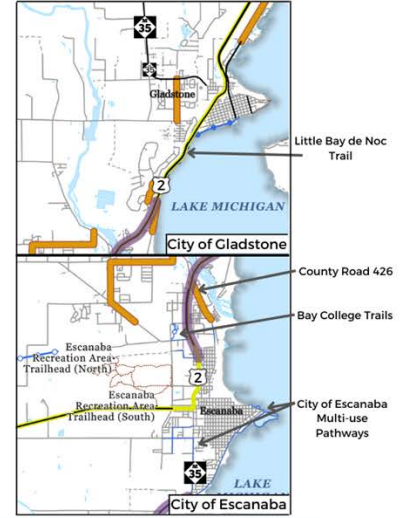 M
35
M
35
Gladstone
2
LAKE MICHIGAN
City of Gladstone
Little Bay de Noc
Trail
County Road 426
Bay College Trails
Escanaba
Recreation Area
Trailhead (North)
2
Escanaba
Recreation Area
Trailhead (South)
Escanaba
City of Escanaba
Multi-use
Pathways
M
35
LAKE
City of Escanaba